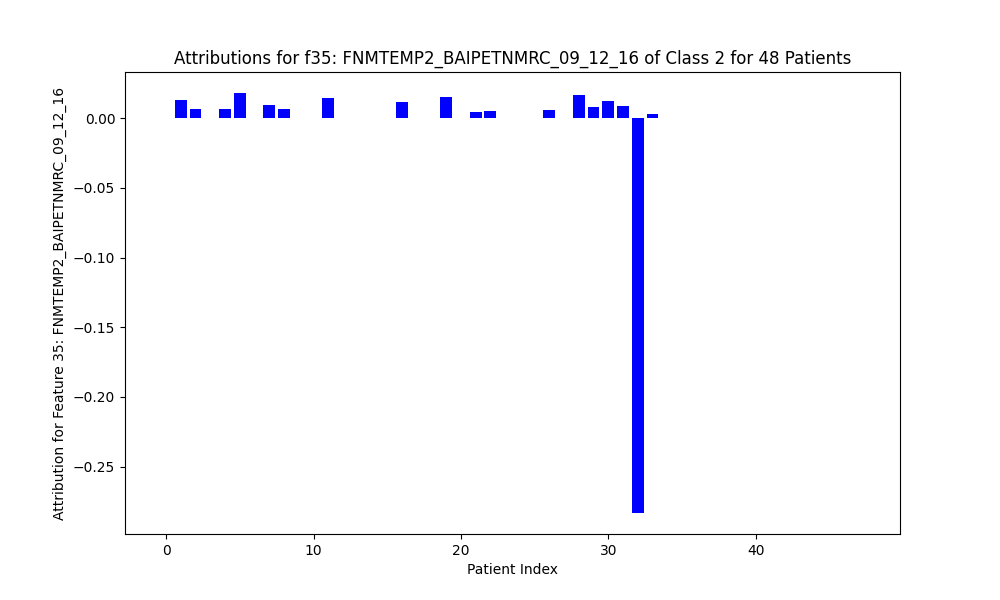 Attributions for f35: FNMTEMP2_BAIPETNMRC_09_12_16 of Class 2 for 48 Patients
Attribution for Feature 35: FNMTEMP2_BAIPETNMRC_09_12_16
0.00
−0.05
−0.10
−0.15
−0.20
−0.25
0 10 20 30 40
Patient Index